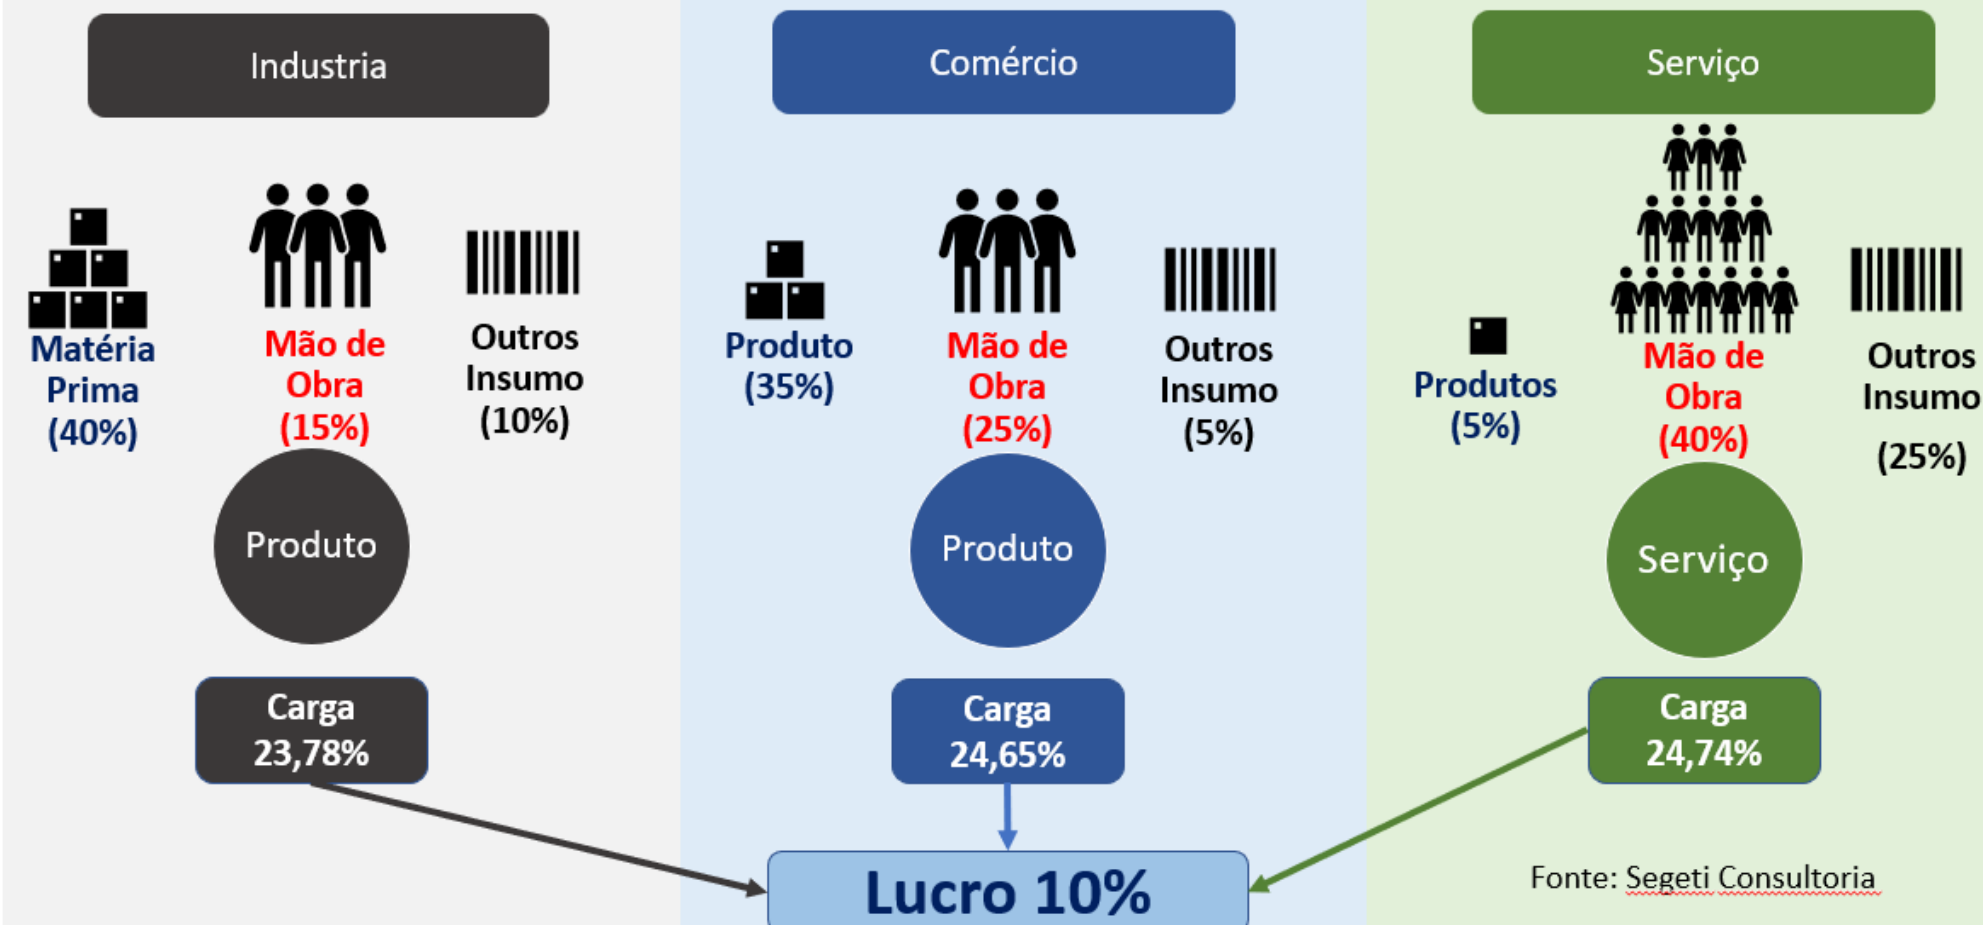 Industria
Matéria
Prima
(40%)
Mão de
Obra
(15%)
Outros
Insumo
(10%)
Produto
Carga
23,78%
Comércio
Produto
(35%)
Mão de
Obra
(25%)
Outros
Insumo
(5%)
Produto
Carga
24,65%
Serviço
Produtos
(5%)
Mão de
Obra
(40%)
Outros
Insumo
(25%)
Serviço
Carga
24,74%
Lucro 10%
Fonte: Segeti Consultoria